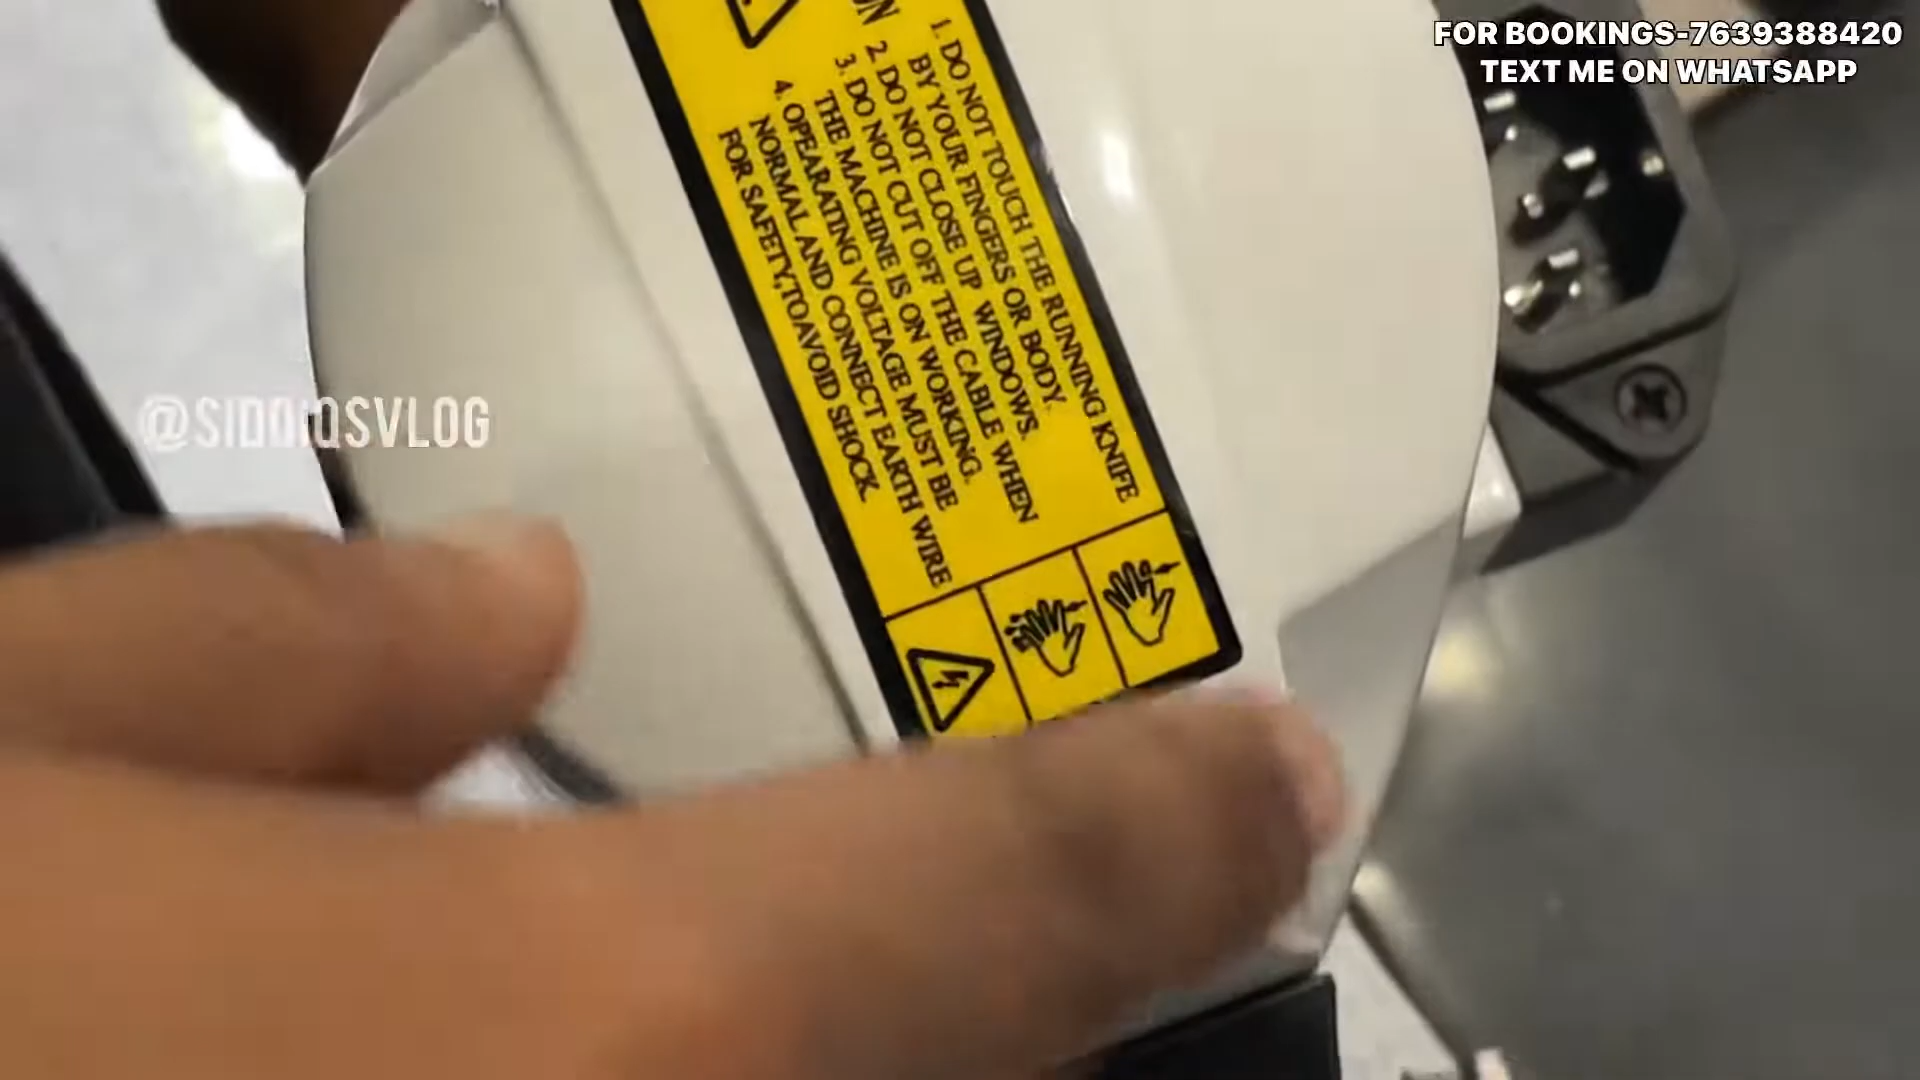 FOR BOOKINGS-7639388420
TEXT ME ON WHATSAPP
1. DO NOT TOUCH THE RUNNING KNIFE
BY YOUR FINGERS OR BODY.
2. DO NOT CLOSE UP WINDOWS.
3. DO NOT CUT OFF THE CABLE WHEN
THE MACHINE IS ON WORKING.
4. OPEARATING VOLTAGE MUST BE
NORMAL AND CONNECT EARTH WIRE
FOR SAFETY,TOAVOID SHOCK.
@SIDDIQSVLOG